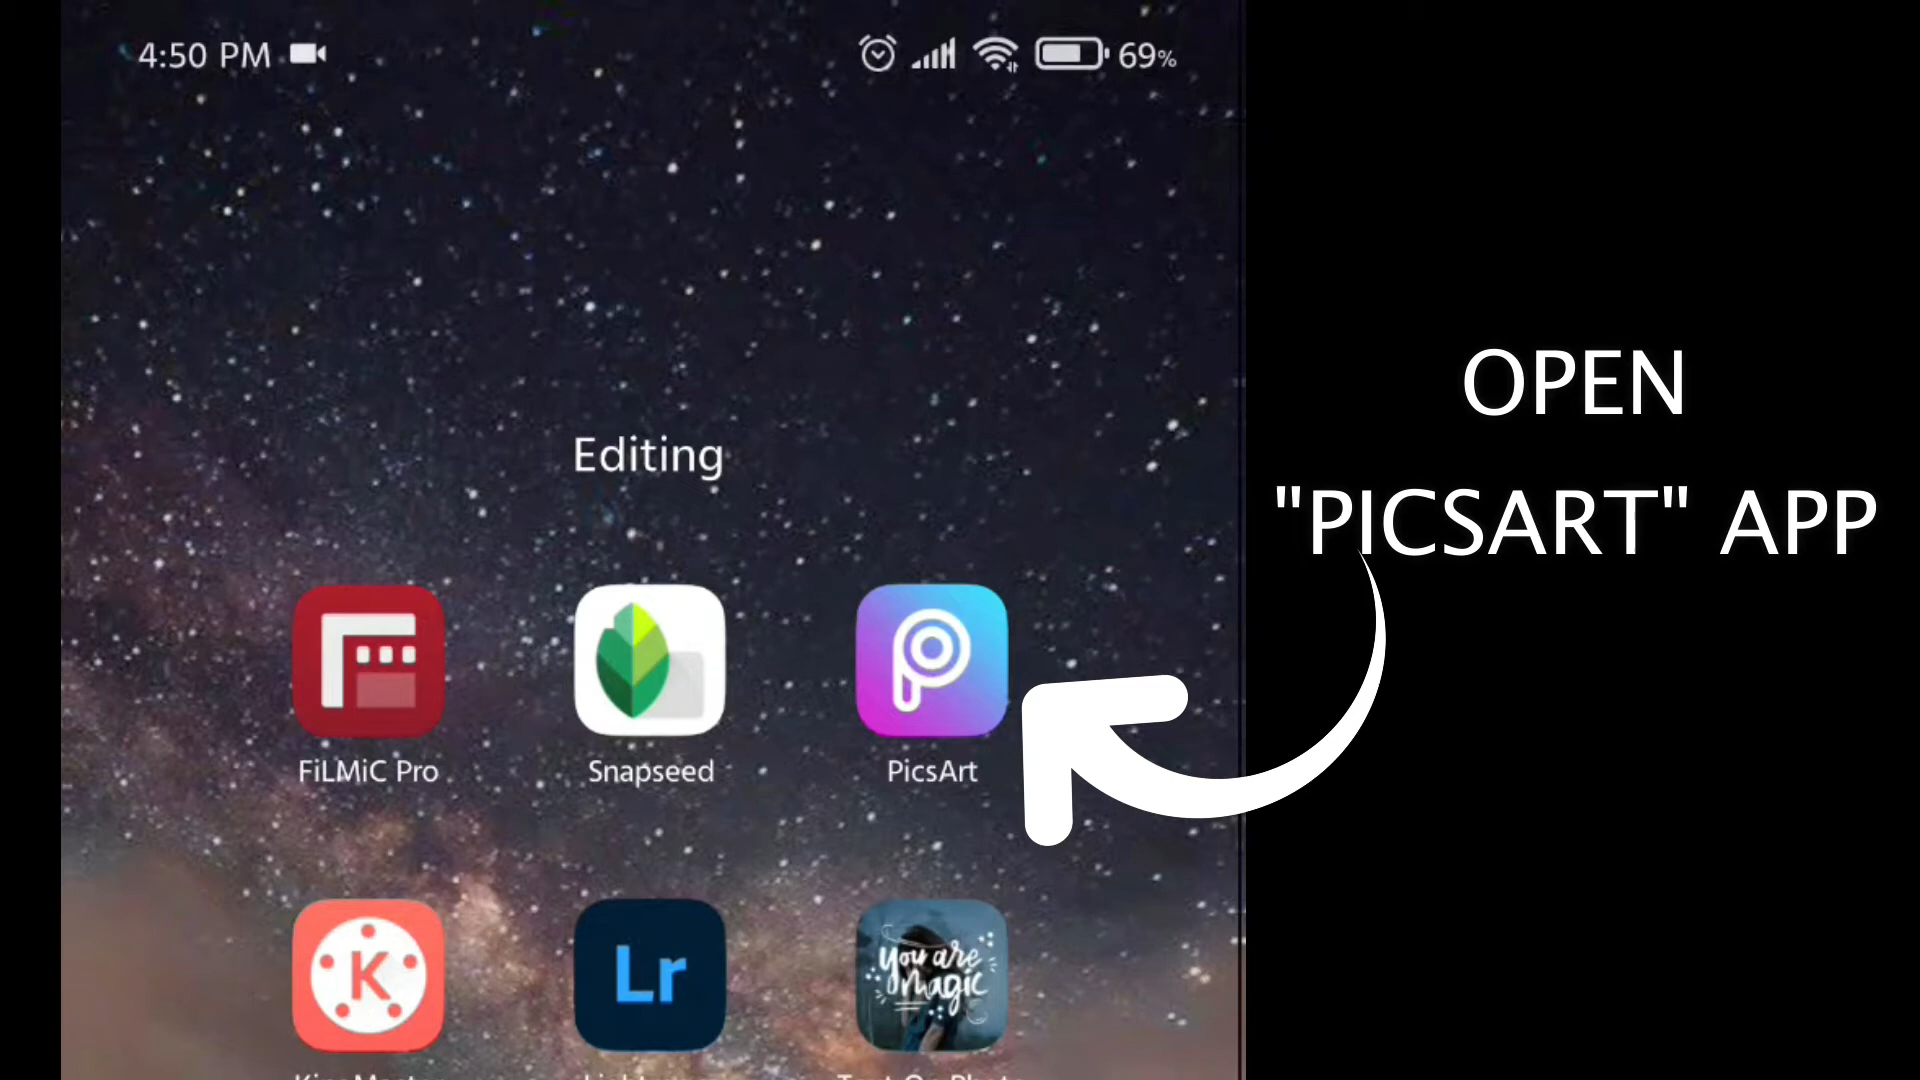 4:50 PM
69%
Editing
OPEN
"PICSART" APP
FiLMiC Pro
Snapseed
PicsArt
K
Lr
you are
magic